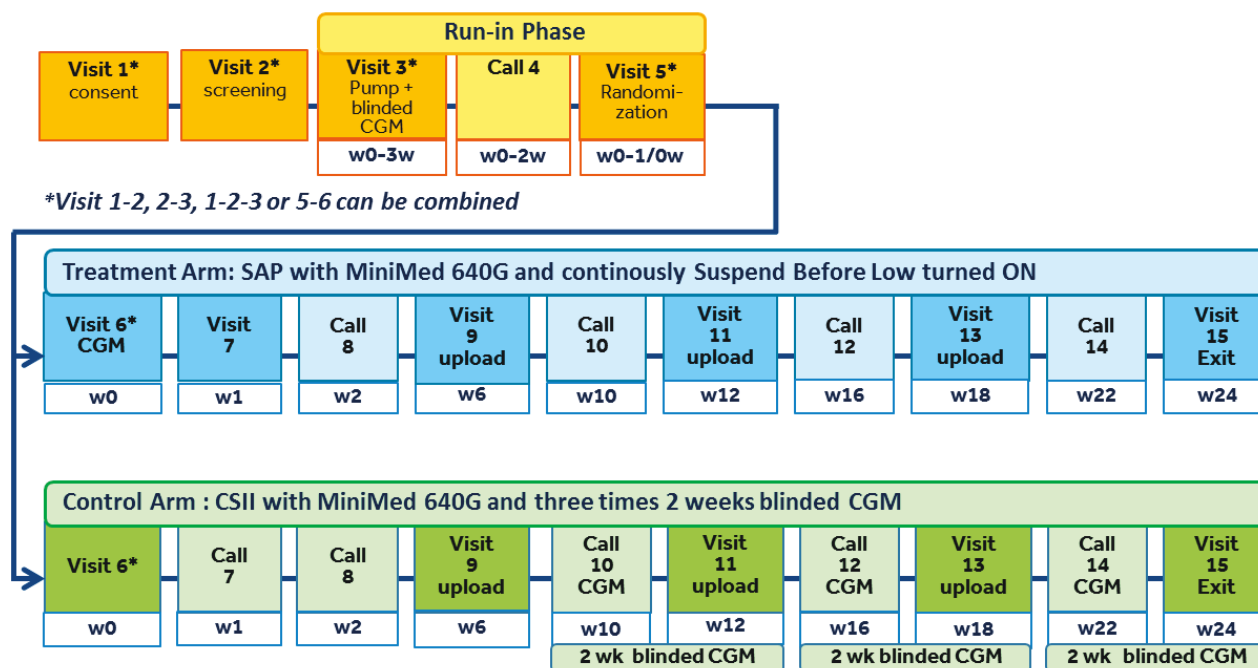 Run-in Phase
Visit 1*
consent
Visit 2*
screening
Visit 3*
Pump +
blinded
CGM
Call 4
Visit 5*
Randomi-
zation
w0-3w
w0-2w
w0-1/0w
*Visit 1-2, 2-3, 1-2-3 or 5-6 can be combined
Treatment Arm: SAP with MiniMed 640G and continously Suspend Before Low turned ON
Visit 6*
CGM
Visit
7
Call
8
Visit
9
upload
Call
10
Visit
11
upload
Call
12
Visit
13
upload
Call
14
Visit
15
Exit
w0
w1
w2
w6
w10
w12
w16
w18
w22
w24
Control Arm : CSII with MiniMed 640G and three times 2 weeks blinded CGM
Visit 6*
Call
7
Call
8
Visit
9
upload
Call
10
CGM
Visit
11
upload
Call
12
CGM
Visit
13
upload
Call
14
CGM
Visit
15
Exit
w0
w1
w2
w6
w10
w12
w16
w18
w22
w24
2 wk blinded CGM
2 wk blinded CGM
2 wk blinded CGM